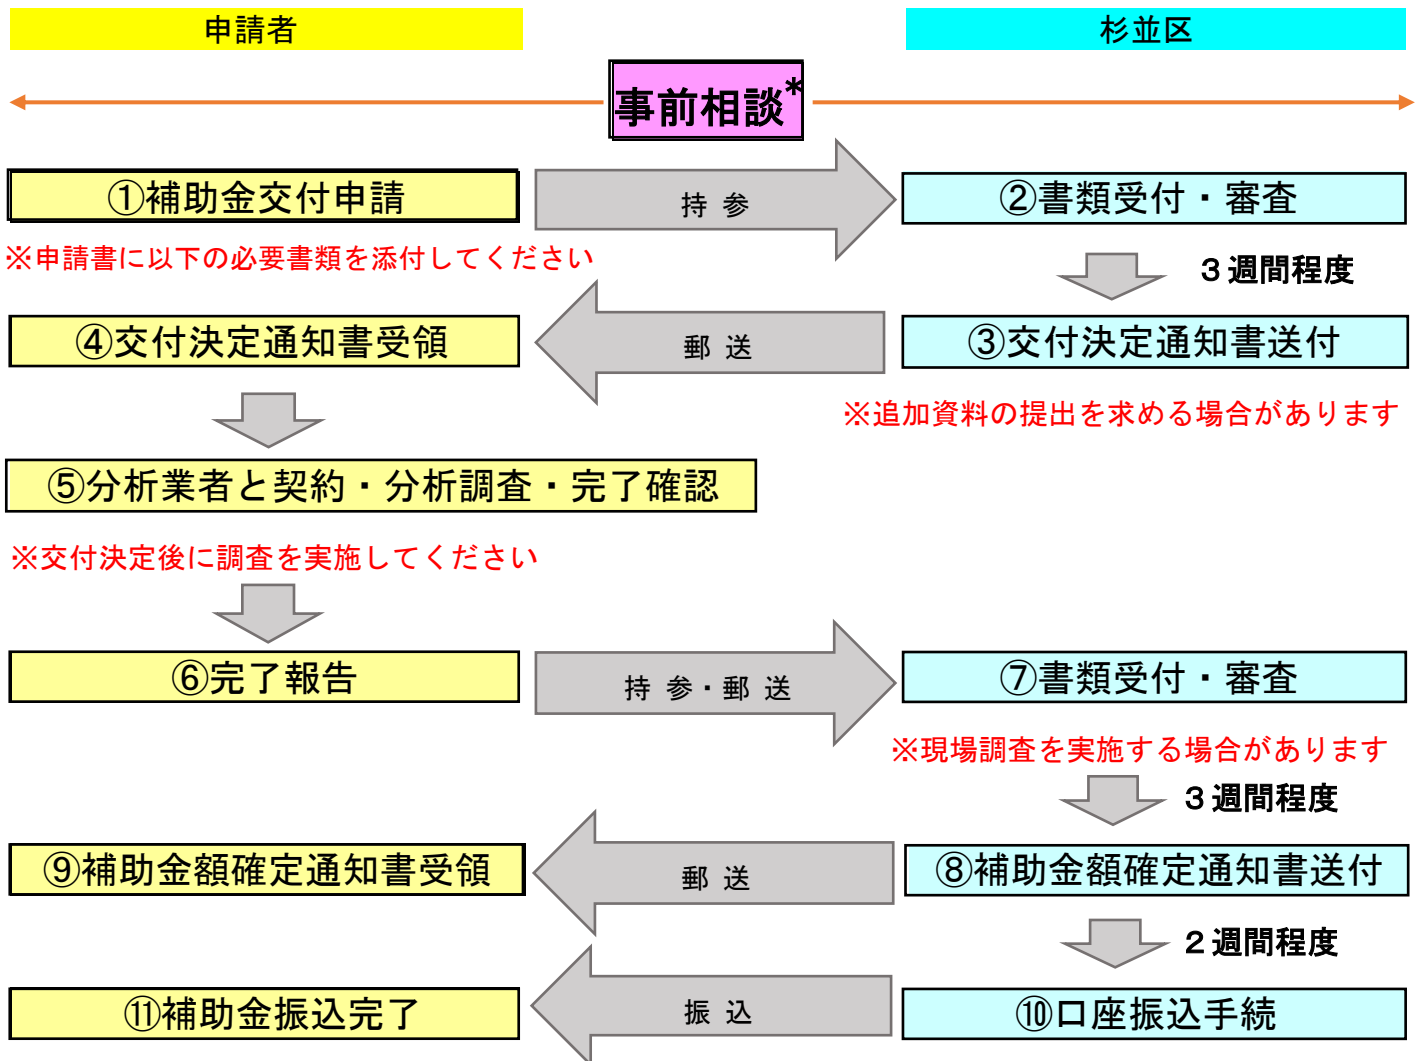 申請者
杉並区
事前相談*
①補助金交付申請
持 参
②書類受付・審査
※申請書に以下の必要書類を添付してください
３週間程度
④交付決定通知書受領
郵 送
③交付決定通知書送付
※追加資料の提出を求める場合があります
⑤分析業者と契約・分析調査・完了確認
※交付決定後に調査を実施してください
⑥完了報告
持 参・郵 送
⑦書類受付・審査
※現場調査を実施する場合があります
３週間程度
⑨補助金額確定通知書受領
郵 送
⑧補助金額確定通知書送付
２週間程度
⑪補助金振込完了
振 込
⑩口座振込手続